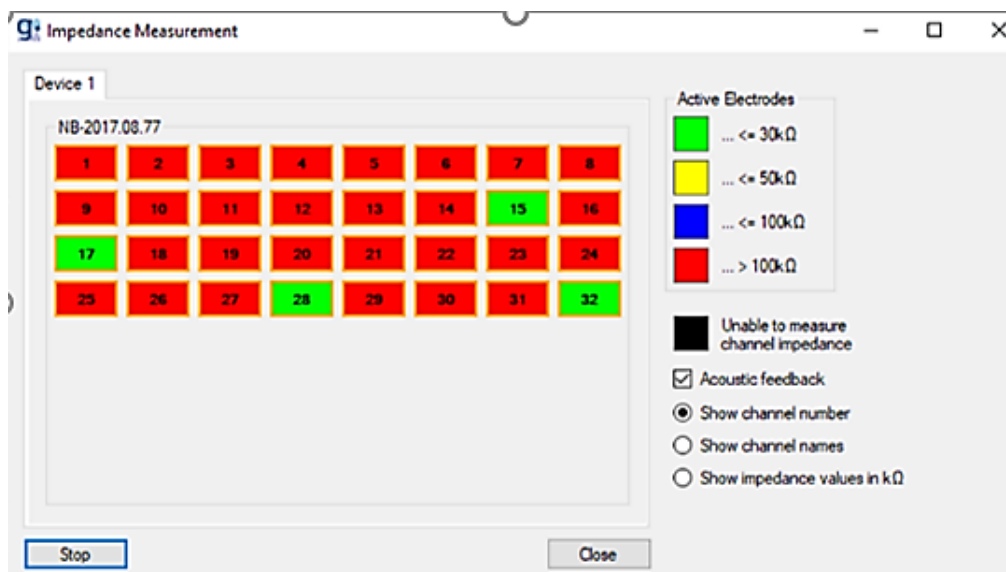 g. Impedance Measurement
Device 1
NB-2017.08.77
1 2 3 4 5 6 7 8
9 10 11 12 13 14 15 16
17 18 19 20 21 22 23 24
25 26 27 28 29 30 31 32
Active Electrodes
... <= 30kΩ
... <= 50kΩ
... <= 100kΩ
... > 100kΩ
Unable to measure
channel impedance
Acoustic feedback
Show channel number
Show channel names
Show impedance values in kΩ
Stop
Close